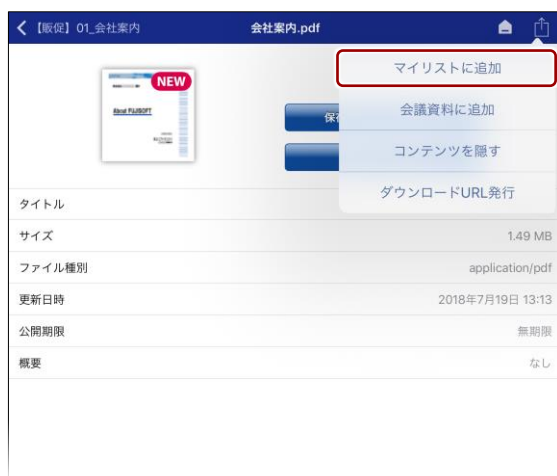 【販促】01_会社案内
会社案内.pdf
マイリストに追加
会議資料に追加
コンテンツを隠す
ダウンロードURL発行
NEW
About FUJISOFT
保
タイトル
サイズ 1.49 MB
ファイル種別 application/pdf
更新日時 2018年7月19日 13:13
公開期限 無期限
概要 なし